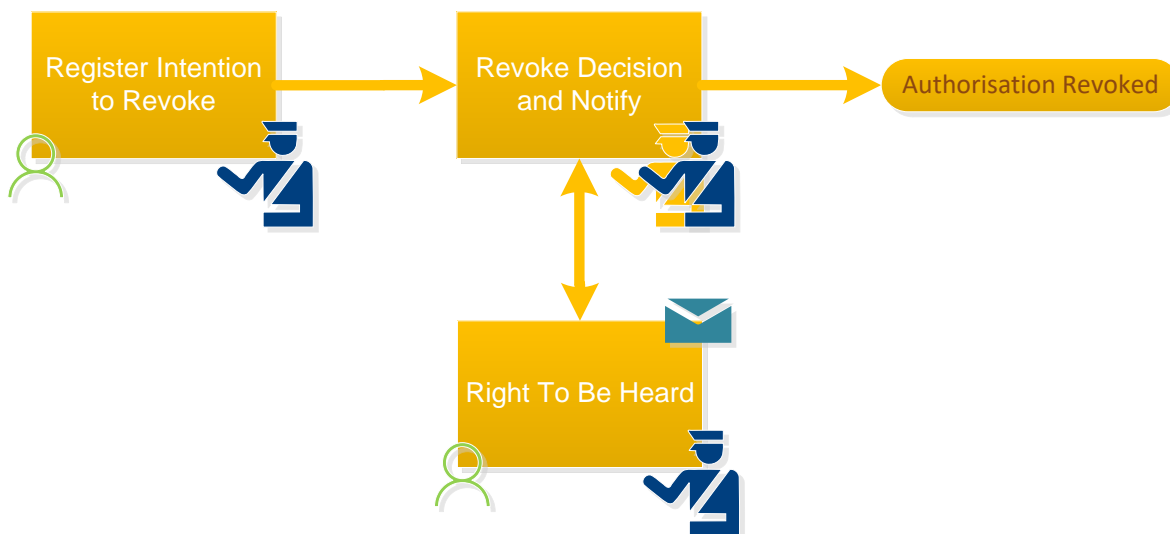 Register Intention
to Revoke
Revoke Decision
and Notify
Authorisation Revoked
Right To Be Heard